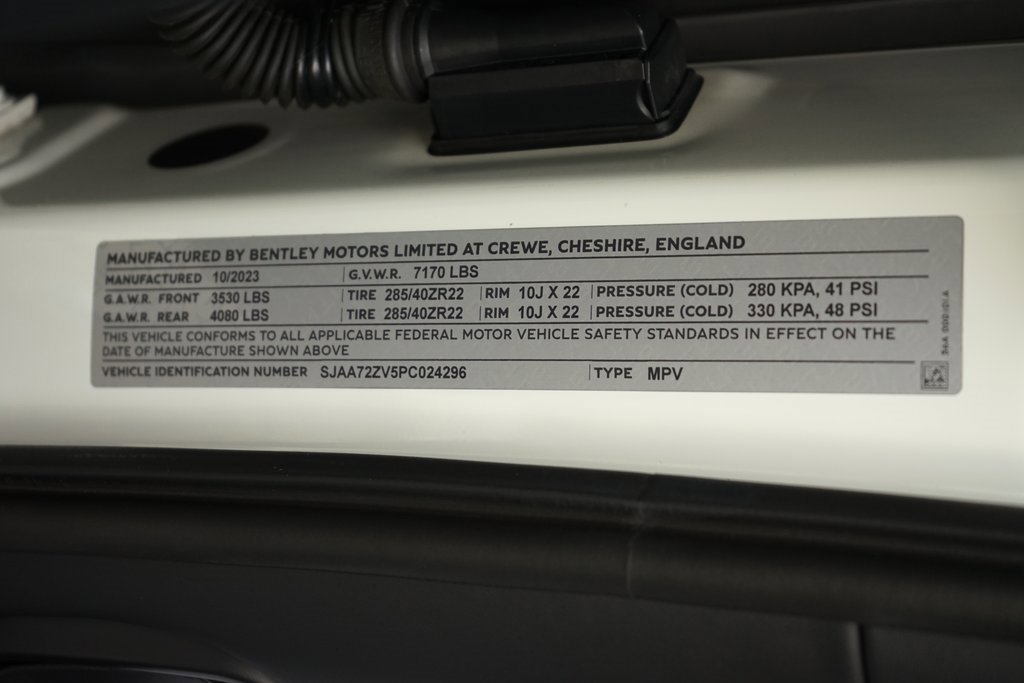 MANUFACTURED BY BENTLEY MOTORS LIMITED AT CREWE, CHESHIRE, ENGLAND
MANUFACTURED 10/2023 G.V.W.R. 7170 LBS
G.A.W.R. FRONT 3530 LBS TIRE 285/40ZR22 RIM 10J X 22 PRESSURE (COLD) 280 KPA, 41 PSI
G.A.W.R. REAR 4080 LBS TIRE 285/40ZR22 RIM 10J X 22 PRESSURE (COLD) 330 KPA, 48 PSI
THIS VEHICLE CONFORMS TO ALL APPLICABLE FEDERAL MOTOR VEHICLE SAFETY STANDARDS IN EFFECT ON THE
DATE OF MANUFACTURE SHOWN ABOVE
VEHICLE IDENTIFICATION NUMBER SJAA72ZV5PC024296 TYPE MPV